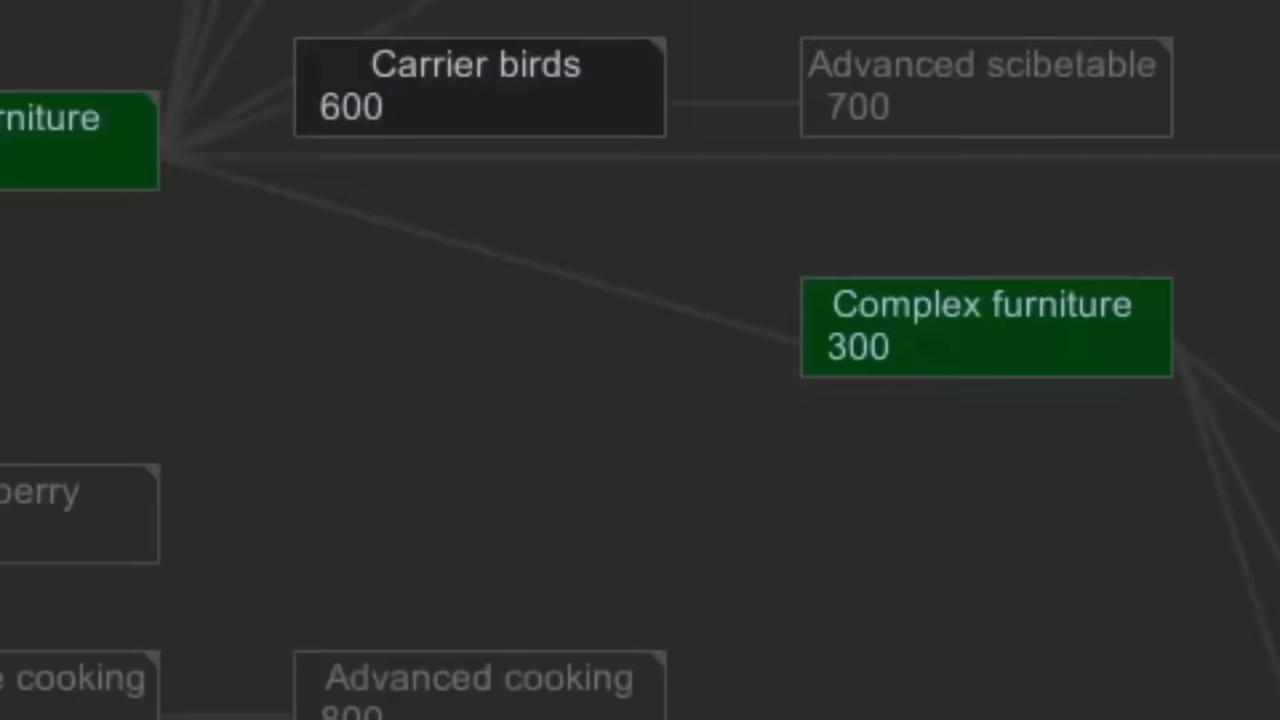 Carrier birds
600
Advanced scibetable
700
rniture
Complex furniture
300
berry
e cooking
Advanced cooking
800